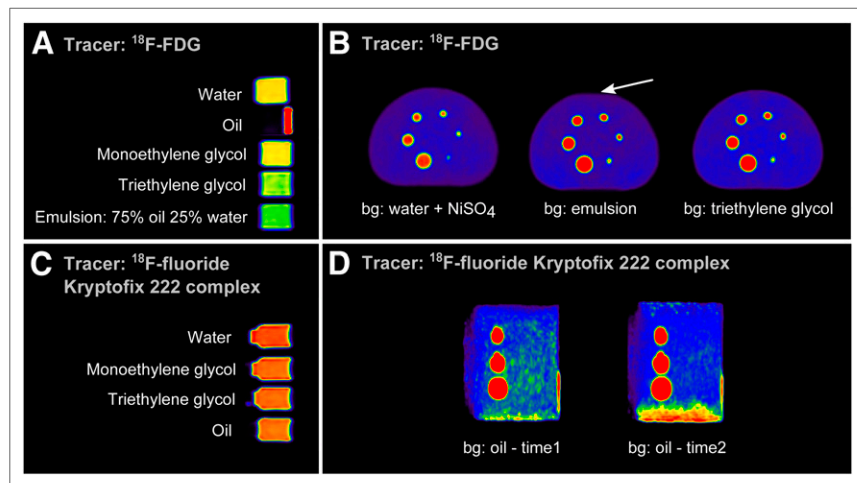 A Tracer: ¹⁸F-FDG
Water
Oil
Monoethylene glycol
Triethylene glycol
Emulsion: 75% oil 25% water
B Tracer: ¹⁸F-FDG
bg: water + NiSO₄
bg: emulsion
bg: triethylene glycol
C Tracer: ¹⁸F-fluoride
Kryptofix 222 complex
Water
Monoethylene glycol
Triethylene glycol
Oil
D Tracer: ¹⁸F-fluoride Kryptofix 222 complex
bg: oil - time1
bg: oil - time2